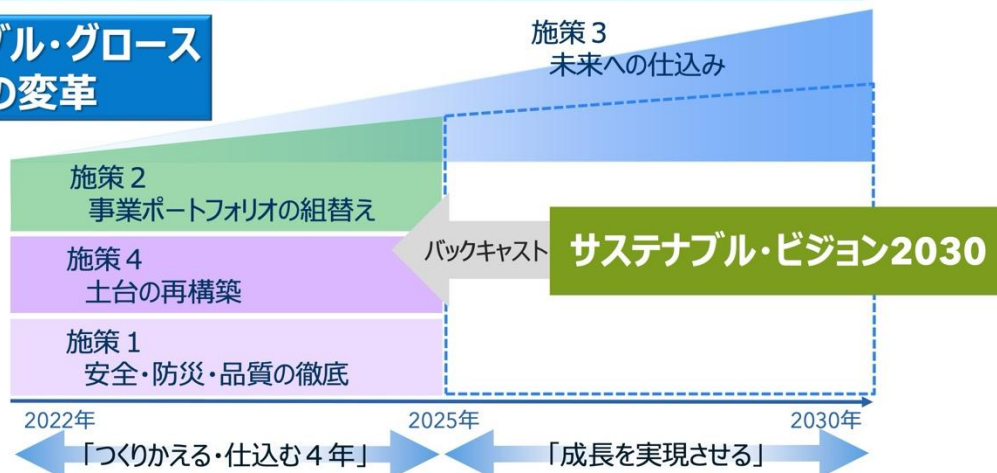 ブル・グロース
の変革
施策３
未来への仕込み
施策２
事業ポートフォリオの組替え
バックキャスト
サステナブル・ビジョン2030
施策４
土台の再構築
施策１
安全・防災・品質の徹底
2022年
2025年
2030年
「つくりかえる・仕込む４年」
「成長を実現させる」